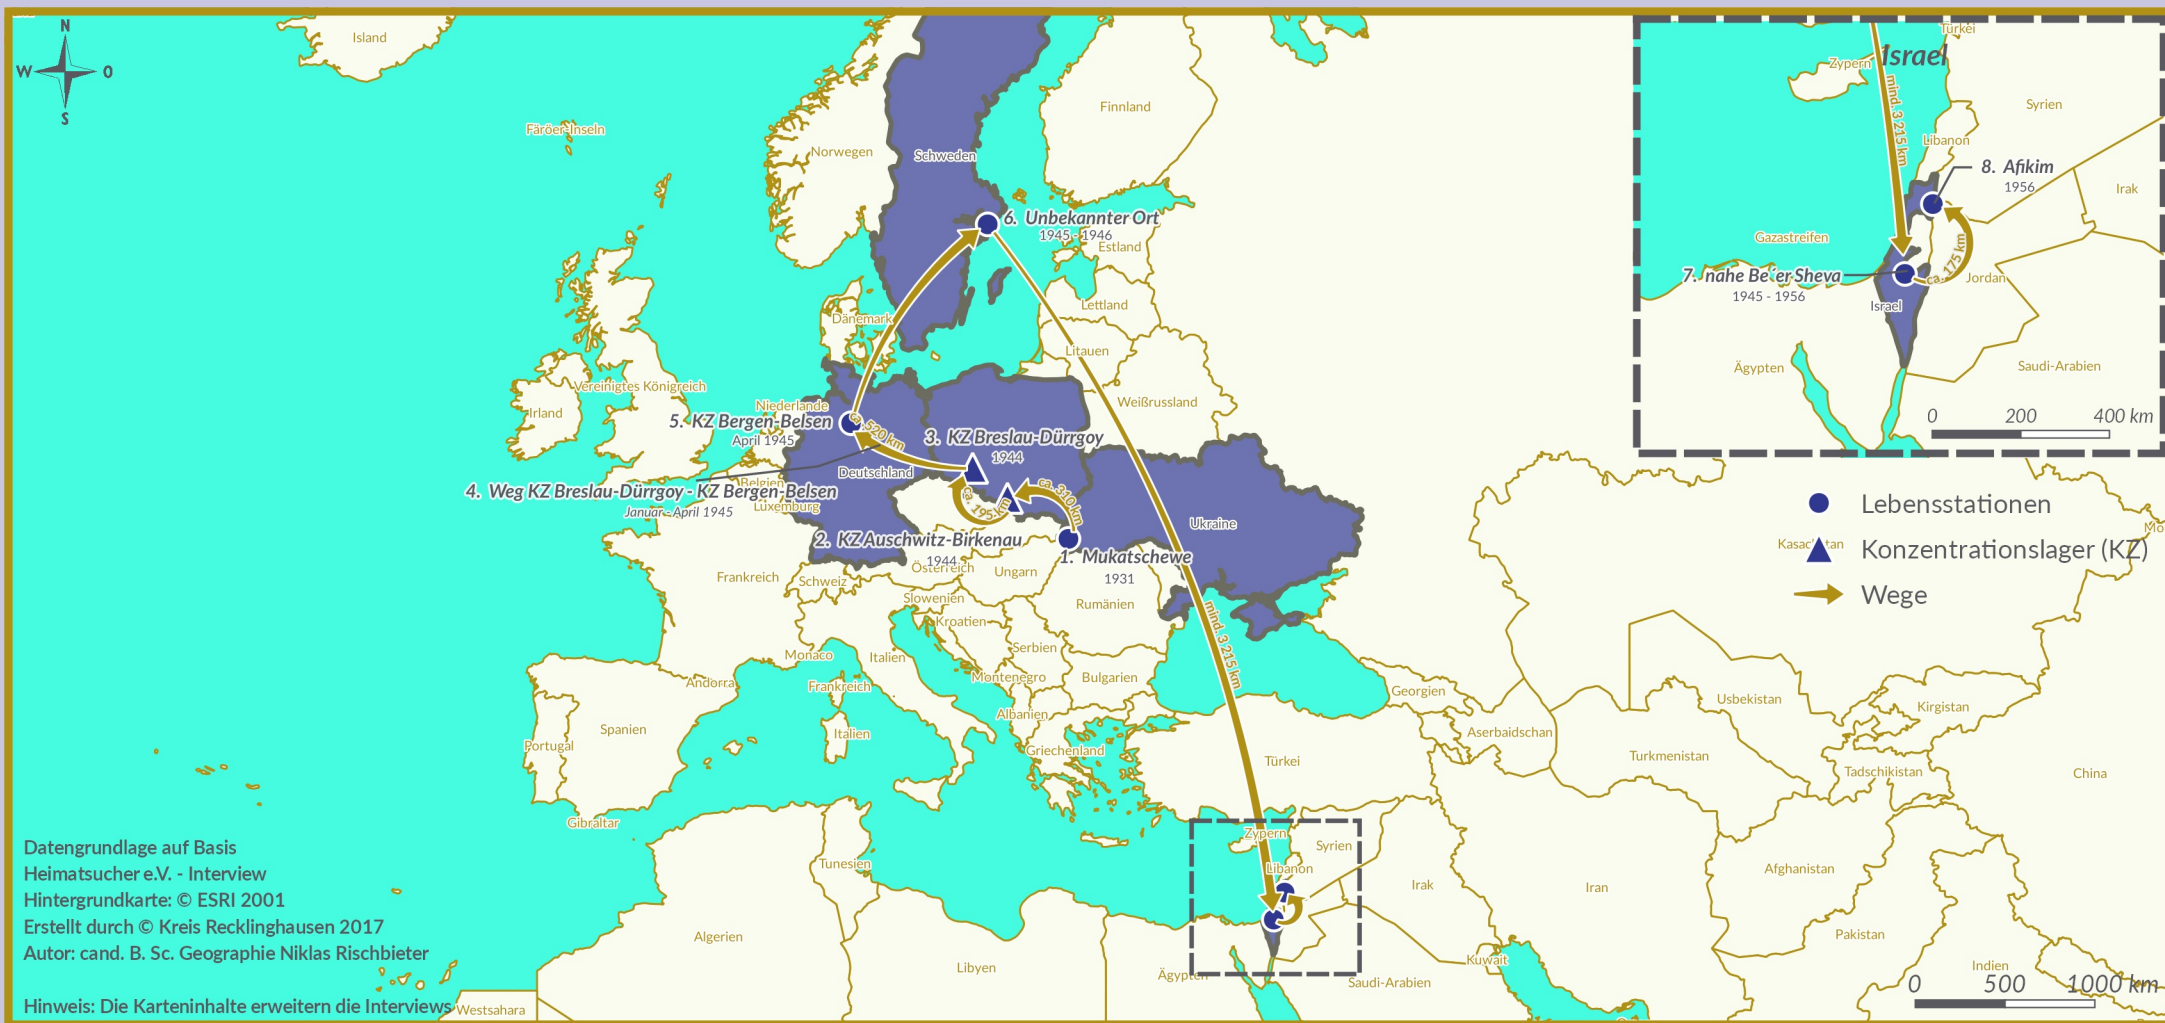 N
W
O
S
Island
Färöer-Inseln
Norwegen
Schweden
Finnland
6. Unbekannter Ort
1945 - 1946
Estland
Lettland
Litauen
Weißrussland
Dänemark
Irland
Vereinigtes Königreich
Niederlande
5. KZ Bergen-Belsen
April 1945
ca. 520 km
3. KZ Breslau-Dürrgoy
1944
Deutschland
4. Weg KZ Breslau-Dürrgoy - KZ Bergen-Belsen
Januar - April 1945
Belgien
Luxemburg
ca. 195 km
ca. 310 km
2. KZ Auschwitz-Birkenau
1944
1. Mukatschewe
1931
Ukraine
Österreich
Ungarn
Frankreich
Schweiz
Slowenien
Kroatien
Rumänien
Serbien
Monaco
Italien
Montenegro
Bulgarien
Andorra
Frankreich
Albanien
Italien
Griechenland
Spanien
Portugal
Gibraltar
mind. 3.215 km
Türkei
Georgien
Aserbaidschan
Zypern
Syrien
Libanon
Tunesien
Algerien
Libyen
Ägypten
Westsahara
Irak
Iran
Kuwait
Saudi-Arabien
Kasachstan
Usbekistan
Kirgistan
Turkmenistan
Tadschikistan
China
Afghanistan
Pakistan
Indien
Mo
Israel
Türkei
Zypern
mind. 3.215 km
Syrien
Libanon
8. Afikim
1956
Irak
Gazastreifen
7. nahe Be´er Sheva
1945 - 1956
ca. 175 km
Jordan
Israel
Ägypten
Saudi-Arabien
0 200 400 km
Lebensstationen
Konzentrationslager (KZ)
Wege
0 500 1000 km
Datengrundlage auf Basis
Heimatsucher e.V. - Interview
Hintergrundkarte: © ESRI 2001
Erstellt durch © Kreis Recklinghausen 2017
Autor: cand. B. Sc. Geographie Niklas Rischbieter
Hinweis: Die Karteninhalte erweitern die Interviews